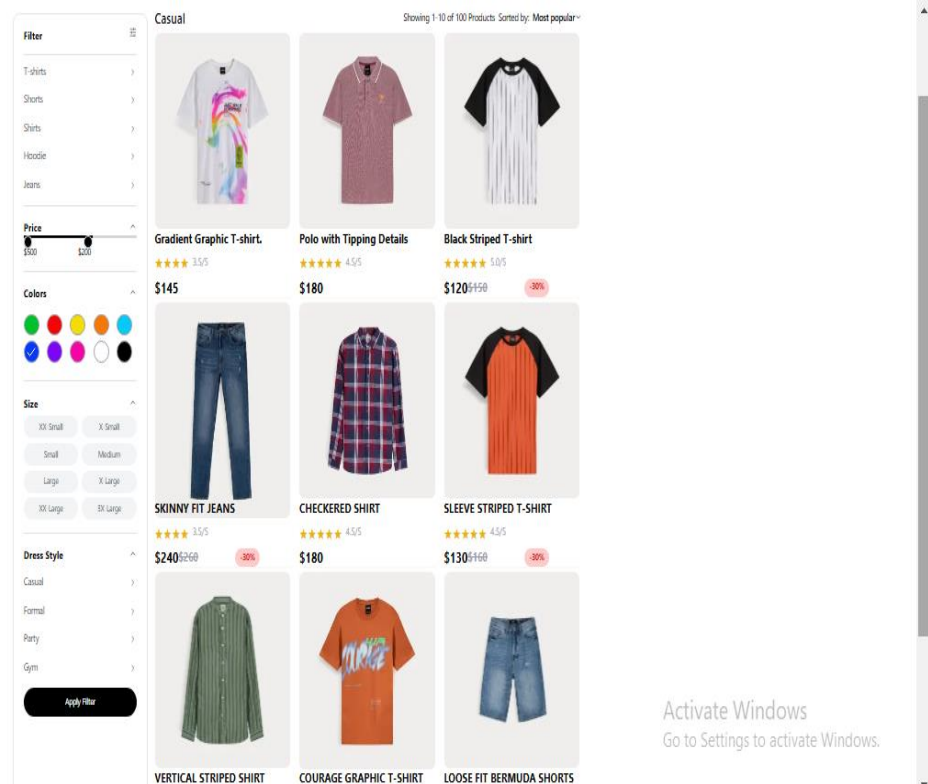 Casual
Showing 1-10 of 100 Products Sorted by: Most popular
Filter
T-shirts
Shorts
Shirts
Hoodie
Jeans
Price
$500 $200
Colors
Size
XX Small X Small
Small Medium
Large X Large
XX Large 3X Large
Dress Style
Casual
Formal
Party
Gym
Apply Filter
Gradient Graphic T-shirt.
3.5/5
$145
Polo with Tipping Details
4.5/5
$180
Black Striped T-shirt
5.0/5
$120 $150 -30%
SKINNY FIT JEANS
3.5/5
$240 $260 -30%
CHECKERED SHIRT
4.5/5
$180
SLEEVE STRIPED T-SHIRT
4.5/5
$130 $160 -30%
VERTICAL STRIPED SHIRT
COURAGE GRAPHIC T-SHIRT
LOOSE FIT BERMUDA SHORTS
Activate Windows
Go to Settings to activate Windows.